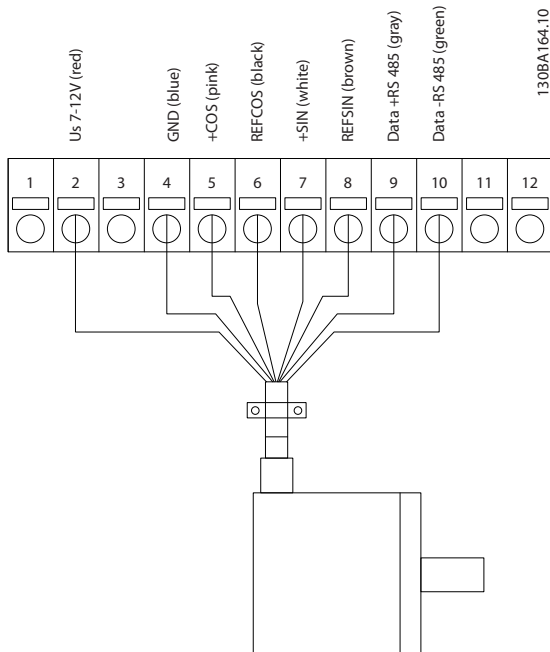 Us 7-12V (red)
GND (blue)
+COS (pink)
REFCOS (black)
+SIN (white)
REFSIN (brown)
Data +RS 485 (gray)
Data -RS 485 (green)
130BA164.10
1 2 3 4 5 6 7 8 9 10 11 12